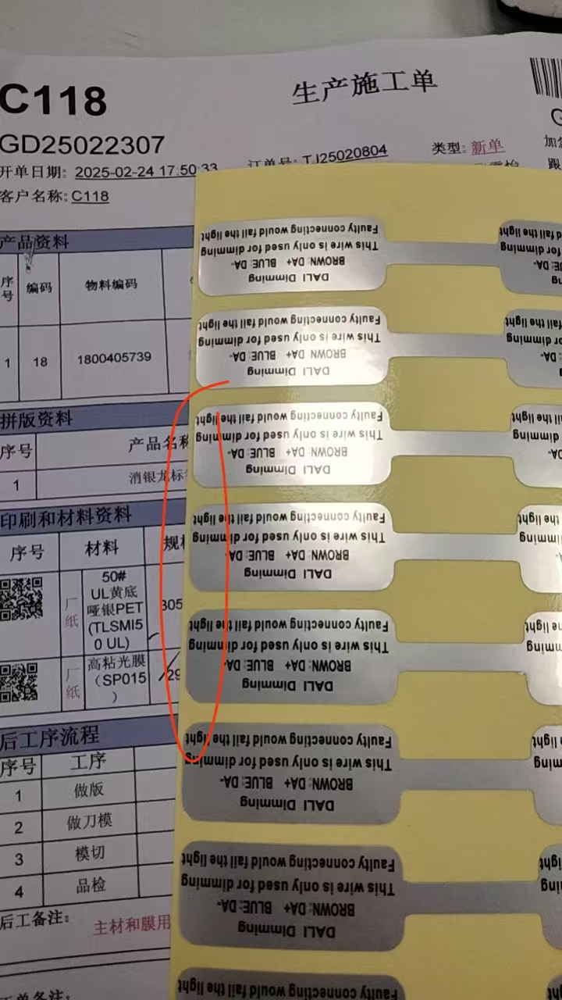 C118
生产施工单
GD25022307
开单日期: 2025-02-24 17:50:33
订单号: TJ25020804
类型: 新单
客户名称: C118
产品资料
序号
编码
物料编码
1
18
1800405739
拼版资料
序号
产品名称
1
消银龙标
印刷和材料资料
序号
材料
规格
厂纸
50#
UL黄底
哑银PET
(TLSMI5
0 UL)
305
厂纸
高粘光膜
(SP015
)
29
后工序流程
序号
工序
1
做版
2
做刀模
3
模切
4
品检
后工备注:
主材和膜用
DALI Dimming
BROWN: DA+ BLUE: DA-
This wire is only used for dimming
Faulty connecting would fail the light
DALI Dimming
BROWN: DA+ BLUE: DA-
This wire is only used for dimming
Faulty connecting would fail the light
DALI Dimming
BROWN: DA+ BLUE: DA-
This wire is only used for dimming
Faulty connecting would fail the light
DALI Dimming
BROWN: DA+ BLUE: DA-
This wire is only used for dimming
Faulty connecting would fail the light
DALI Dimming
BROWN: DA+ BLUE: DA-
This wire is only used for dimming
Faulty connecting would fail the light
DALI Dimming
BROWN: DA+ BLUE: DA-
This wire is only used for dimming
Faulty connecting would fail the light
DALI Dimming
BROWN: DA+ BLUE: DA-
This wire is only used for dimming
Faulty connecting would fail the light
Faulty connecting would fail the light